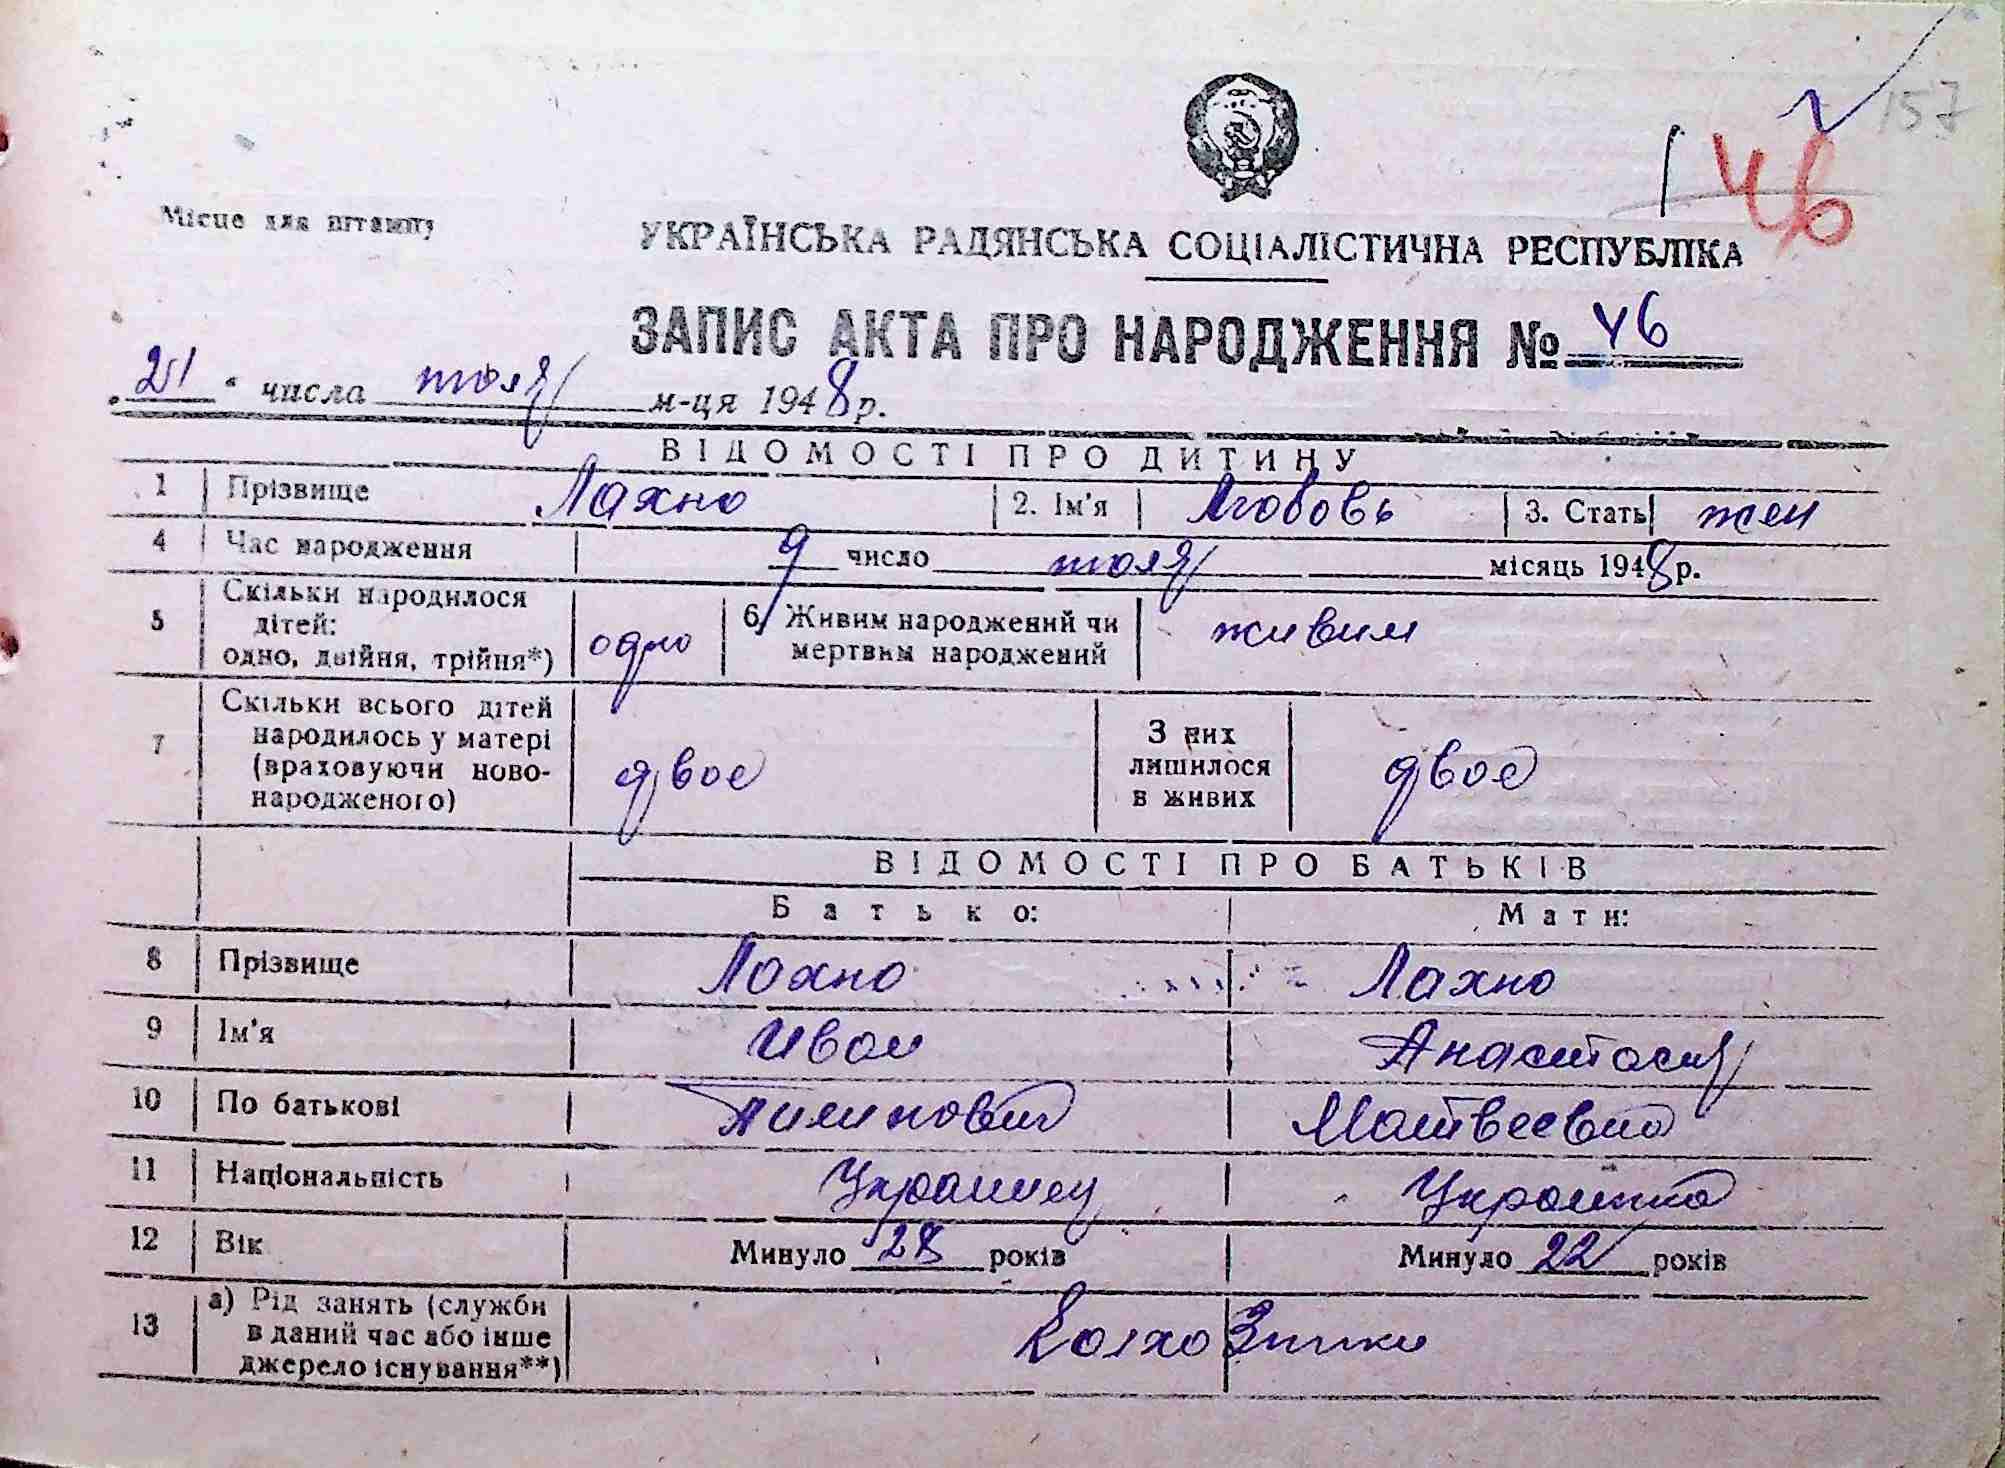 157
46
Місце для штампу
УКРАЇНСЬКА РАДЯНСЬКА СОЦІАЛІСТИЧНА РЕСПУБЛІКА
ЗАПИС АКТА ПРО НАРОДЖЕННЯ № 46
„21“ числа июля м-ця 1948 р.
ВІДОМОСТІ ПРО ДИТИНУ
1 Прізвище Лахно 2. Ім'я Любовь 3. Стать жен
4 Час народження 9 число июля місяць 1948 р.
5 Скільки народилося дітей: одно, двійня, трійня*) одно 6. Живим народжений чи мертвим народжений живим
7 Скільки всього дітей народилось у матері (враховуючи новонародженого) двое З них лишилося в живих двое
ВІДОМОСТІ ПРО БАТЬКІВ
Батько: Мати:
8 Прізвище Лахно Лахно
9 Ім'я Иван Анастасия
10 По батькові Матвеевна
11 Національність Украинец Украинка
12 Вік Минуло 28 років Минуло 22 років
13 а) Рід занять (служби в даний час або інше джерело існування**) Колхозники